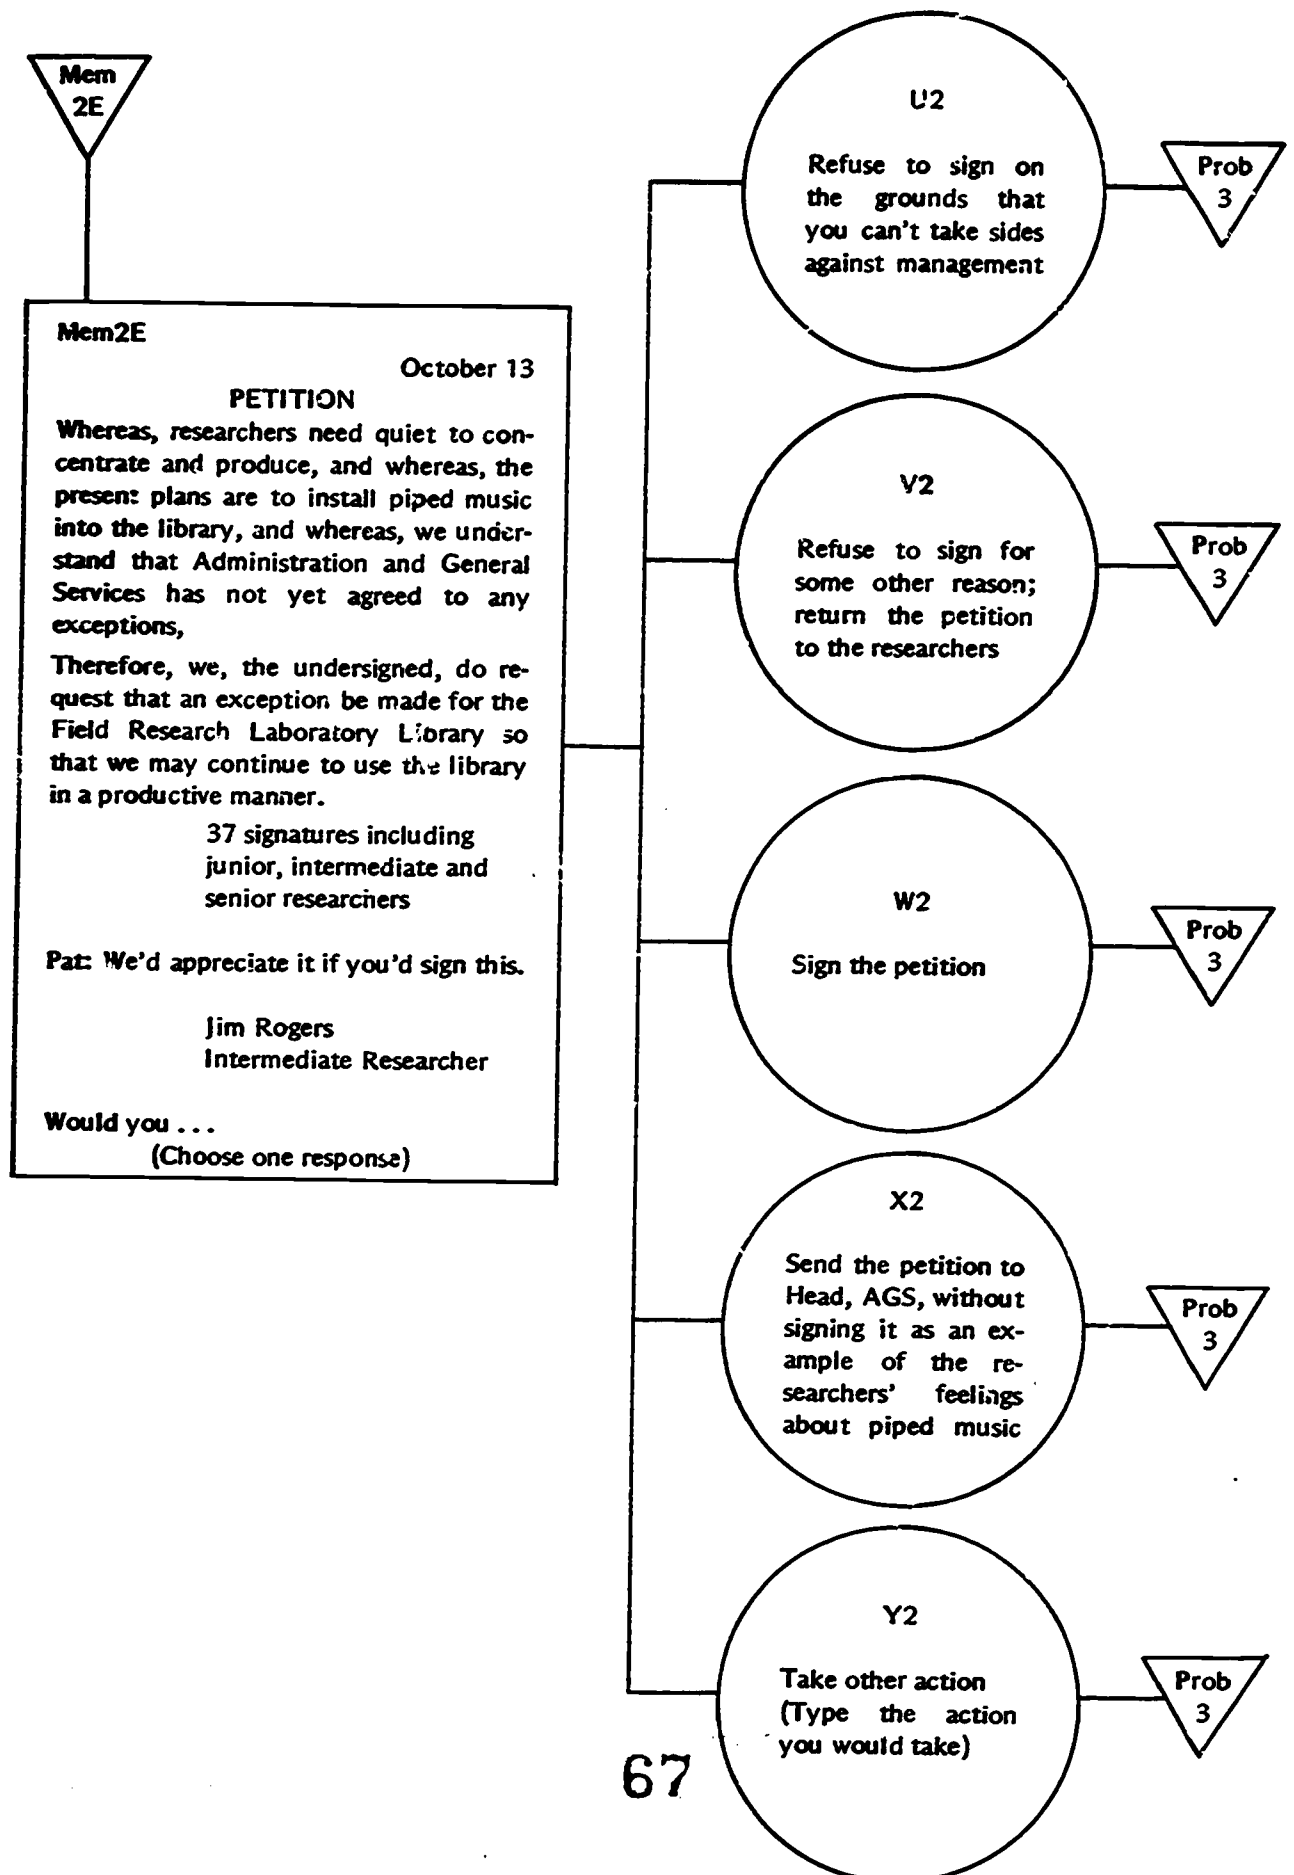 Mem
2E
Mem2E
October 13
PETITION
Whereas, researchers need quiet to con-
centrate and produce, and whereas, the
present plans are to install piped music
into the library, and whereas, we under-
stand that Administration and General
Services has not yet agreed to any
exceptions,
Therefore, we, the undersigned, do re-
quest that an exception be made for the
Field Research Laboratory Library so
that we may continue to use the library
in a productive manner.
37 signatures including
junior, intermediate and
senior researchers
Pat: We'd appreciate it if you'd sign this.
Jim Rogers
Intermediate Researcher
Would you ...
(Choose one response)
U2
Refuse to sign on
the grounds that
you can't take sides
against management
Prob
3
V2
Refuse to sign for
some other reason;
return the petition
to the researchers
Prob
3
W2
Sign the petition
Prob
3
X2
Send the petition to
Head, AGS, without
signing it as an ex-
ample of the re-
searchers' feelings
about piped music
Prob
3
Y2
Take other action
(Type the action
you would take)
Prob
3
67